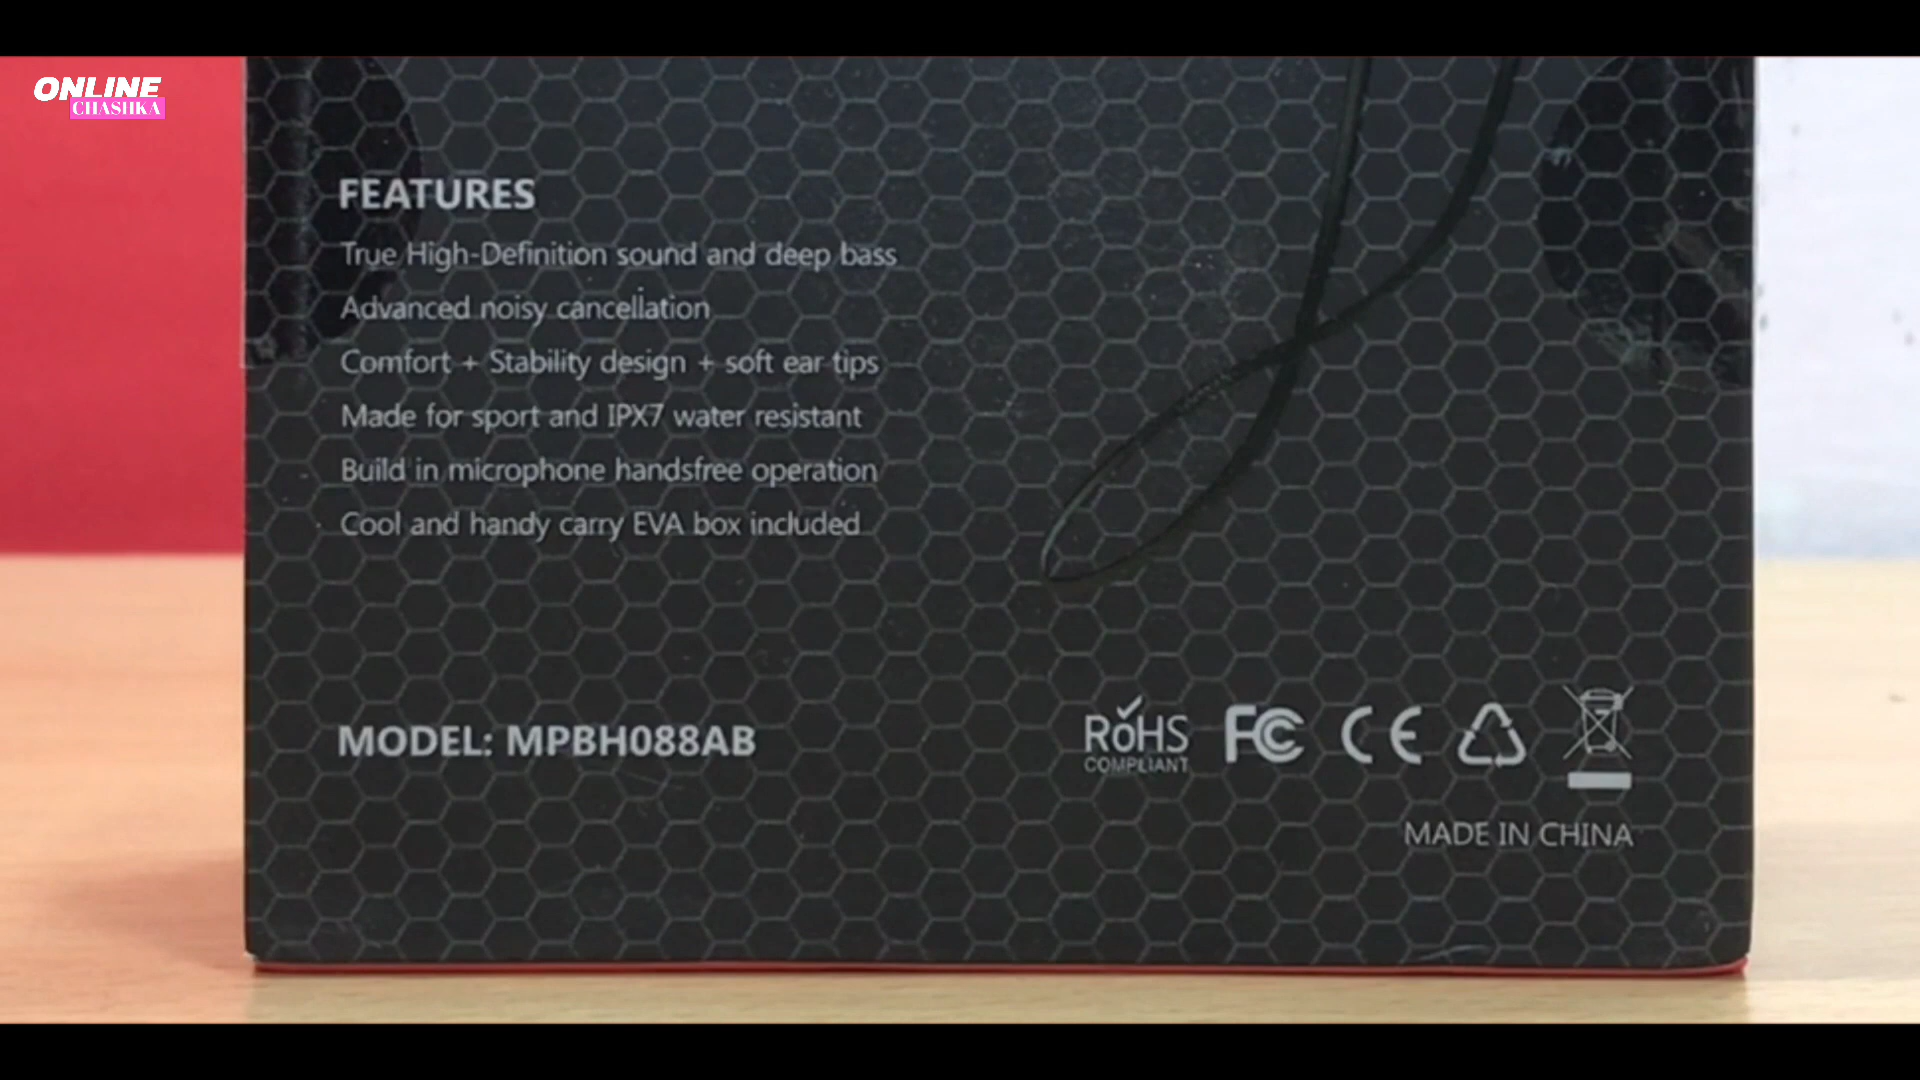 ONLINE
CHASHKA
FEATURES
True High-Definition sound and deep bass
Advanced noisy cancellation
Comfort + Stability design + soft ear tips
Made for sport and IPX7 water resistant
Build in microphone handsfree operation
Cool and handy carry EVA box included
MODEL: MPBH088AB
RoHS
COMPLIANT
FC CE
MADE IN CHINA